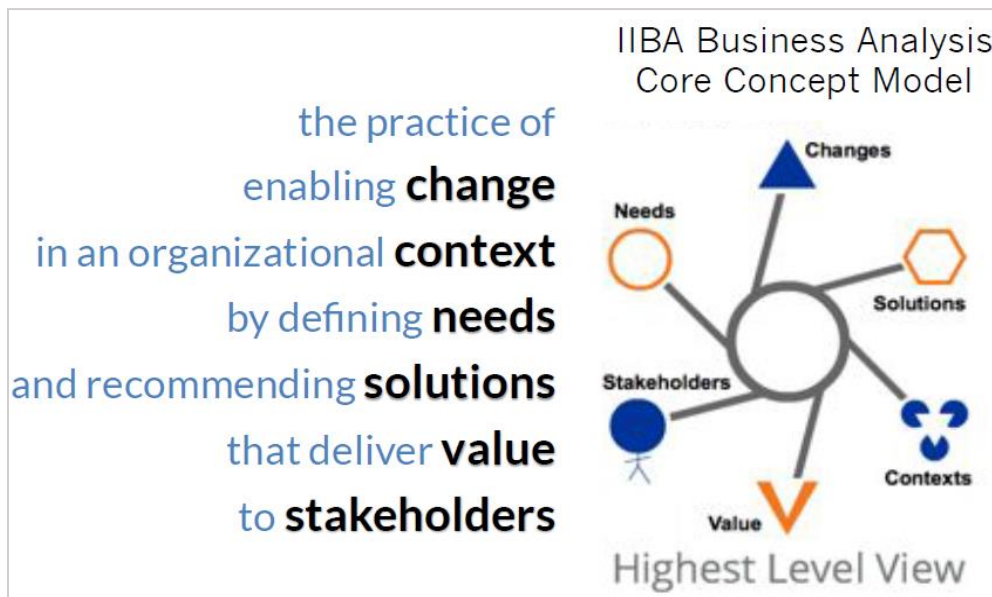 the practice of
enabling change
in an organizational context
by defining needs
and recommending solutions
that deliver value
to stakeholders
IIBA Business Analysis
Core Concept Model
Changes
Needs
Solutions
Stakeholders
Contexts
Value
Highest Level View